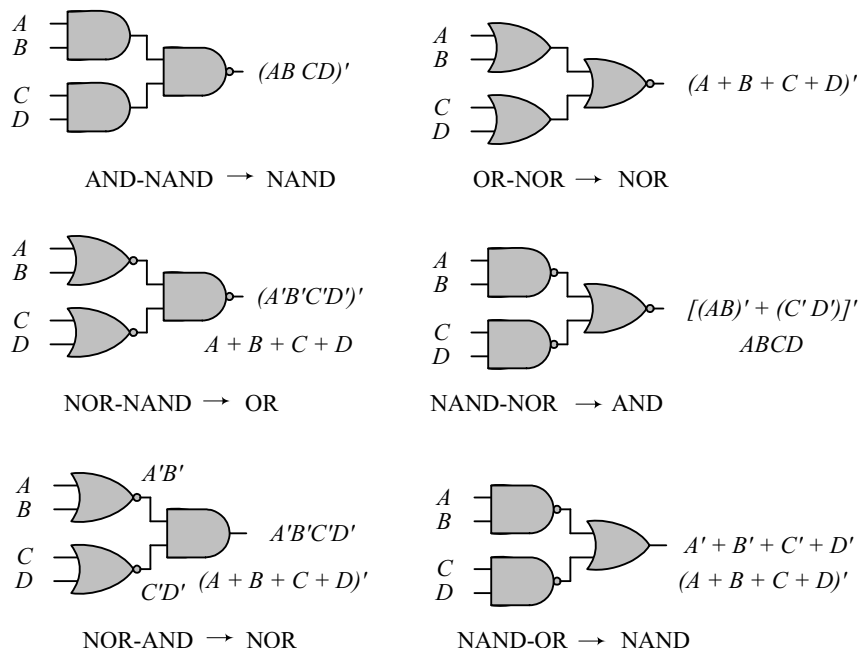 A
B
C
D
(AB CD)'
AND-NAND → NAND
A
B
C
D
(A + B + C + D)'
OR-NOR → NOR
A
B
C
D
(A'B'C'D')'
A + B + C + D
NOR-NAND → OR
A
B
C
D
[(AB)' + (C' D')]'
ABCD
NAND-NOR → AND
A
B
C
D
A'B'
C'D'
A'B'C'D'
(A + B + C + D)'
NOR-AND → NOR
A
B
C
D
A' + B' + C' + D'
(A + B + C + D)'
NAND-OR → NAND